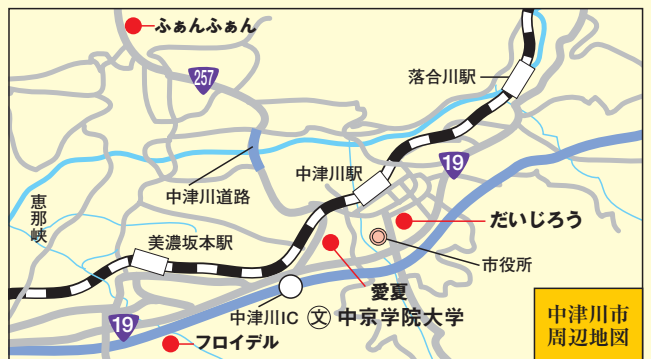 ふぁんふぁん
257
落合川駅
19
中津川駅
中津川道路
恵那峡
だいじろう
美濃坂本駅
市役所
愛夏
中津川IC
文 中京学院大学
19
フロイデル
中津川市
周辺地図